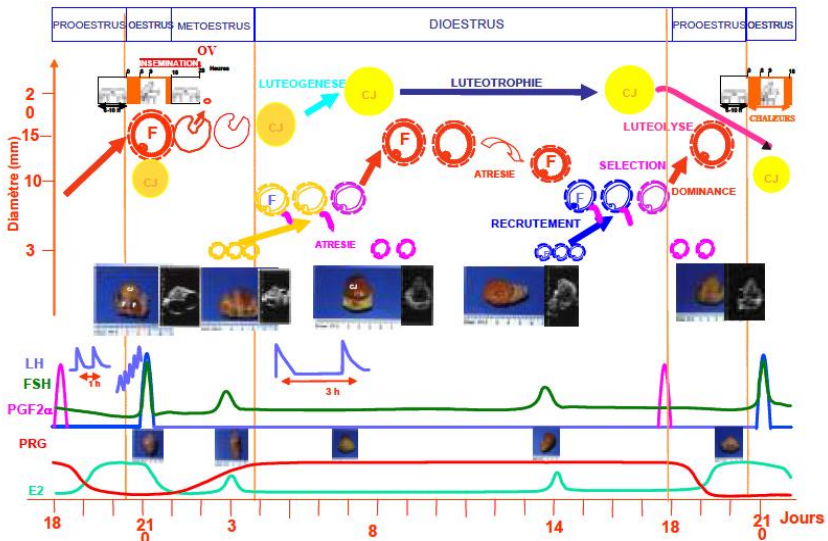 PROOESTRUS OESTRUS METOESTRUS DIOESTRUS PROOESTRUS OESTRUS
OV
INSEMINATION
Heures
LUTEOGENESE
LUTEOTROPHIE
CJ
CJ
CJ
CJ
CJ
CHALEURS
LUTEOLYSE
Diamètre (mm)
2
0
15
10
3
F
F
F
F
F
ATRESIE
SELECTION
DOMINANCE
RECRUTEMENT
ATRESIE
CJ
F F
CJ
LH
FSH
PGF2α
1 h
3 h
PRG
E2
18 21 3 8 14 18 21 Jours
0 0